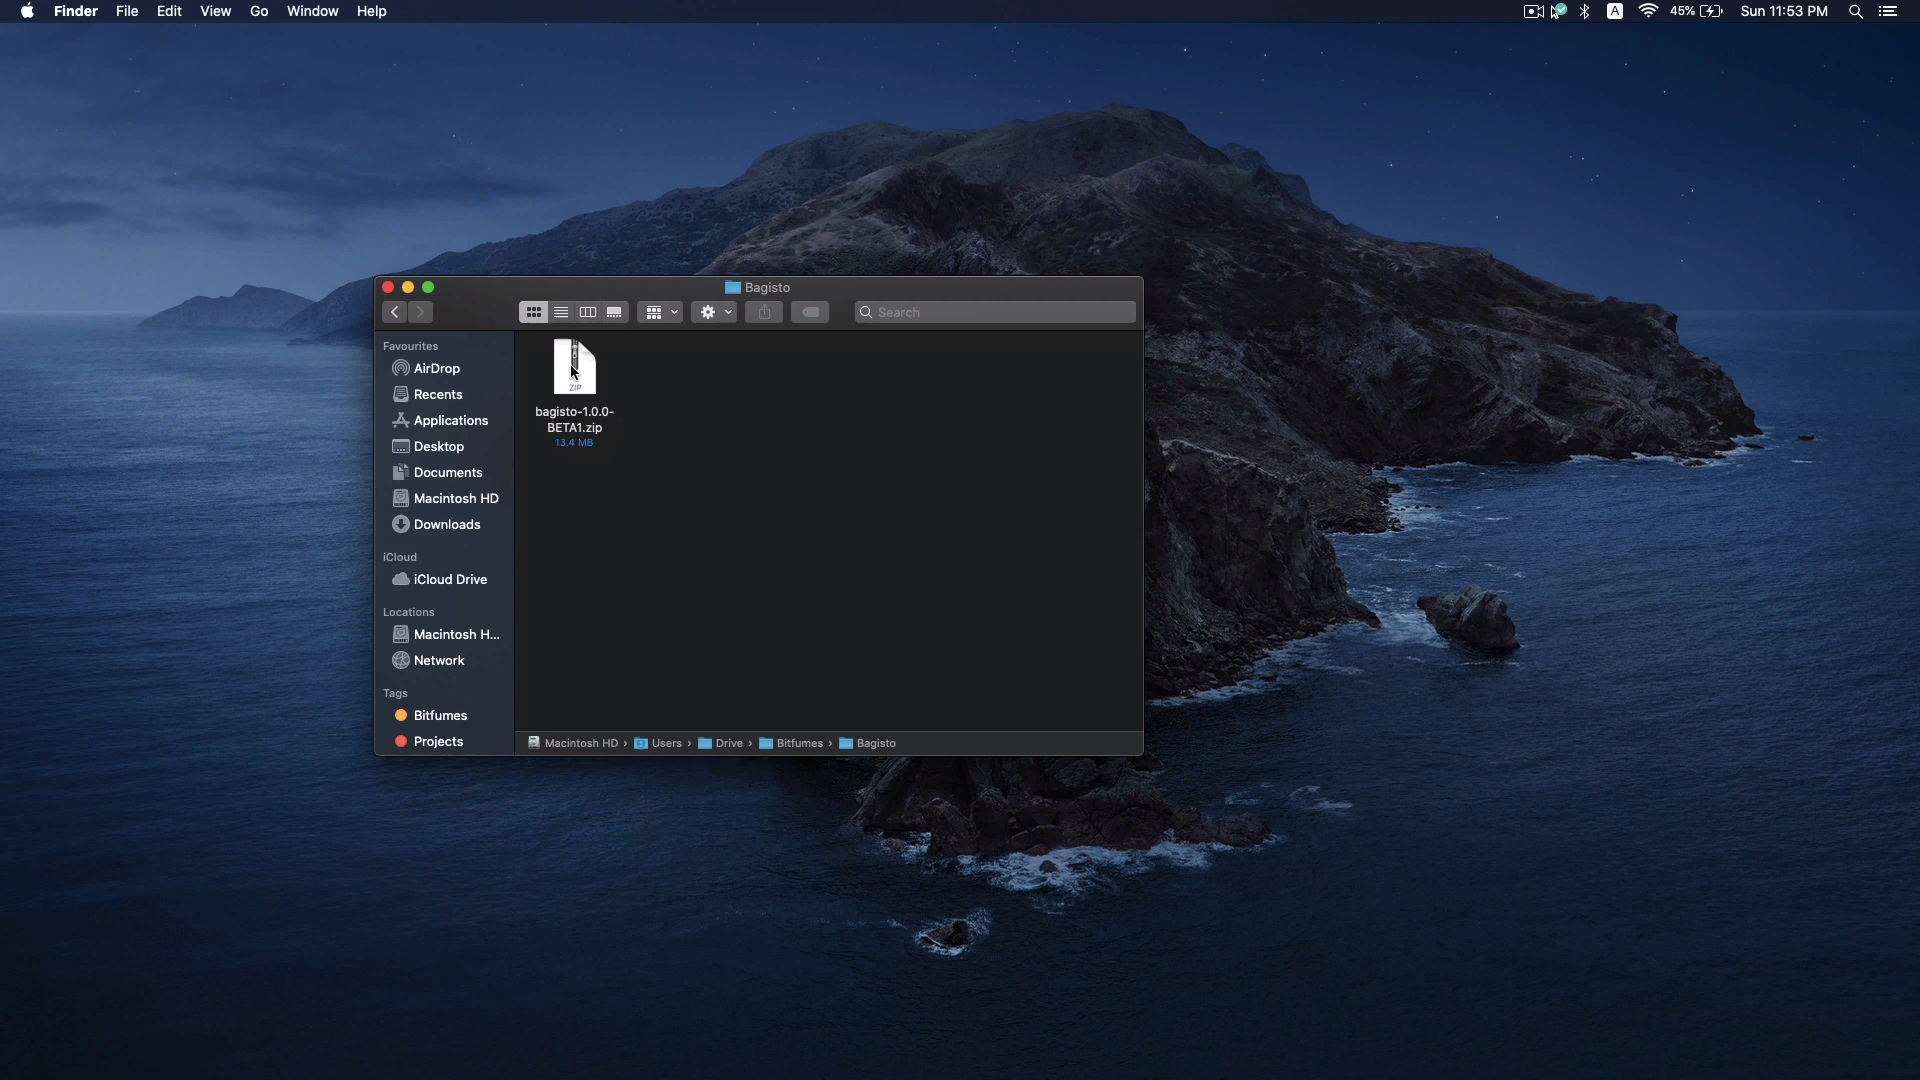 Finder File Edit View Go Window Help
A 45% Sun 11:53 PM
Bagisto
Search
Favourites
AirDrop
Recents
Applications
Desktop
Documents
Macintosh HD
Downloads
iCloud
iCloud Drive
Locations
Macintosh H...
Network
Tags
Bitfumes
Projects
ZIP
bagisto-1.0.0-
BETA1.zip
13.4 MB
Macintosh HD › Users › Drive › Bitfumes › Bagisto